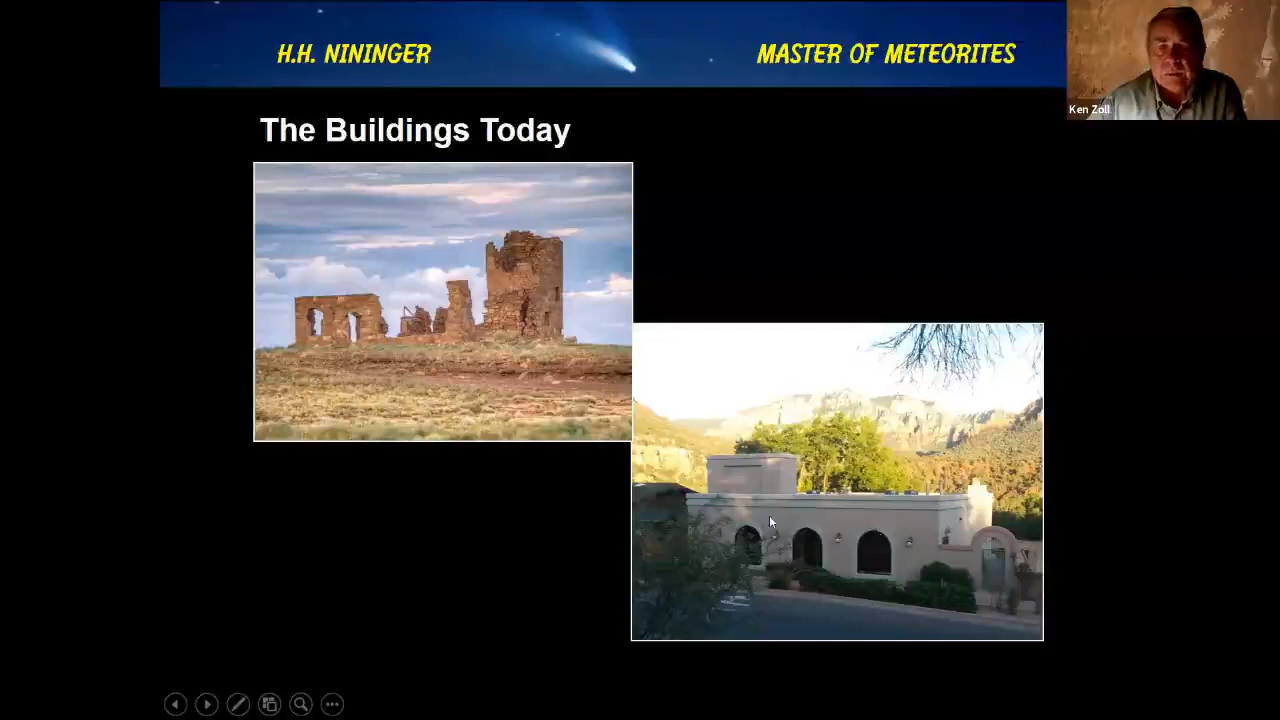 H.H. NININGER
MASTER OF METEORITES
Ken Zoll
The Buildings Today